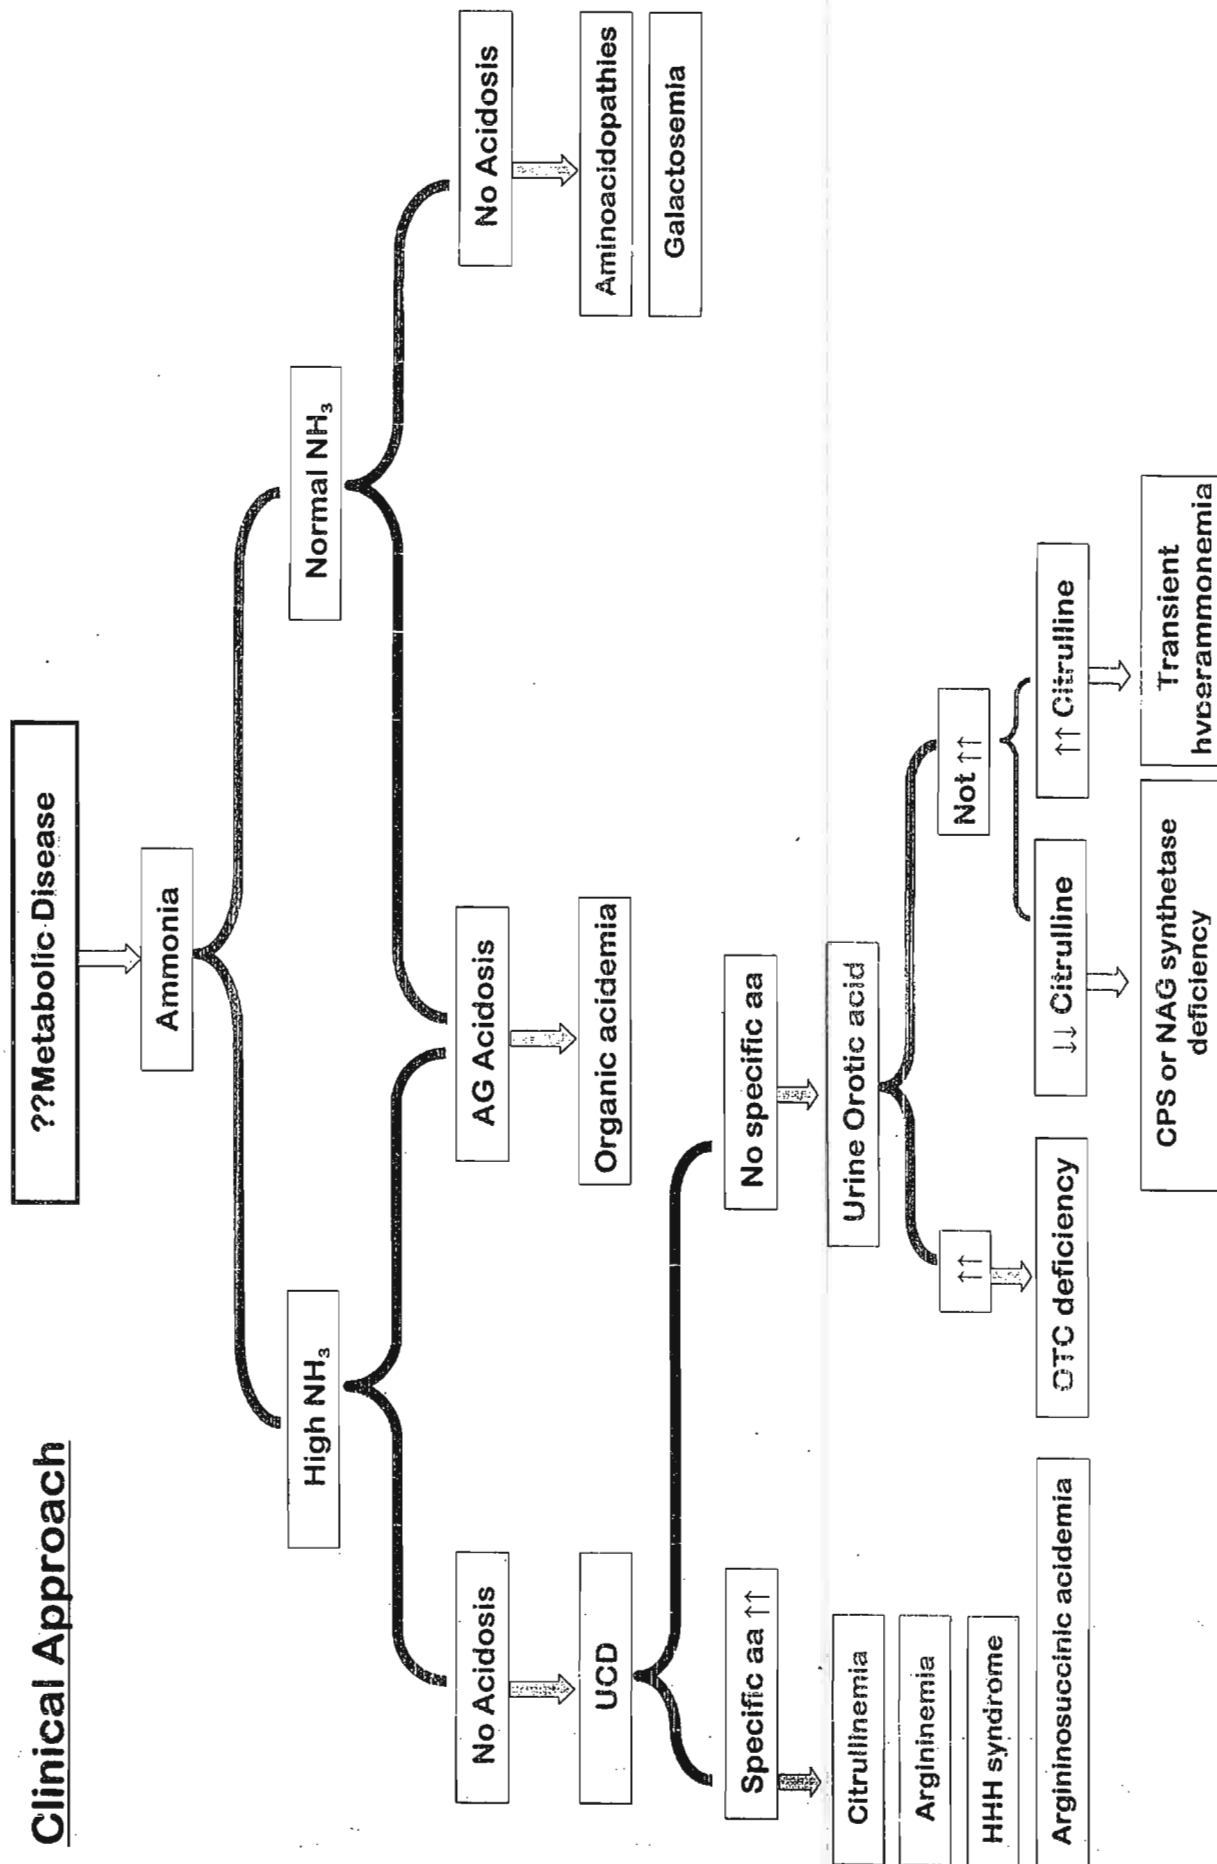 Clinical Approach
??Metabolic Disease
Ammonia
High NH₃
Normal NH₃
No Acidosis
AG Acidosis
No Acidosis
UCD
Organic acidemia
Aminoacidopathies
Galactosemia
Specific aa ↑↑
No specific aa
Citrullinemia
Argininemia
HHH syndrome
Argininosuccinic acidemia
Urine Orotic acid
↑↑
Not ↑↑
OTC deficiency
↓↓ Citrulline
↑↑ Citrulline
CPS or NAG synthetase
deficiency
Transient
hyperammonemia